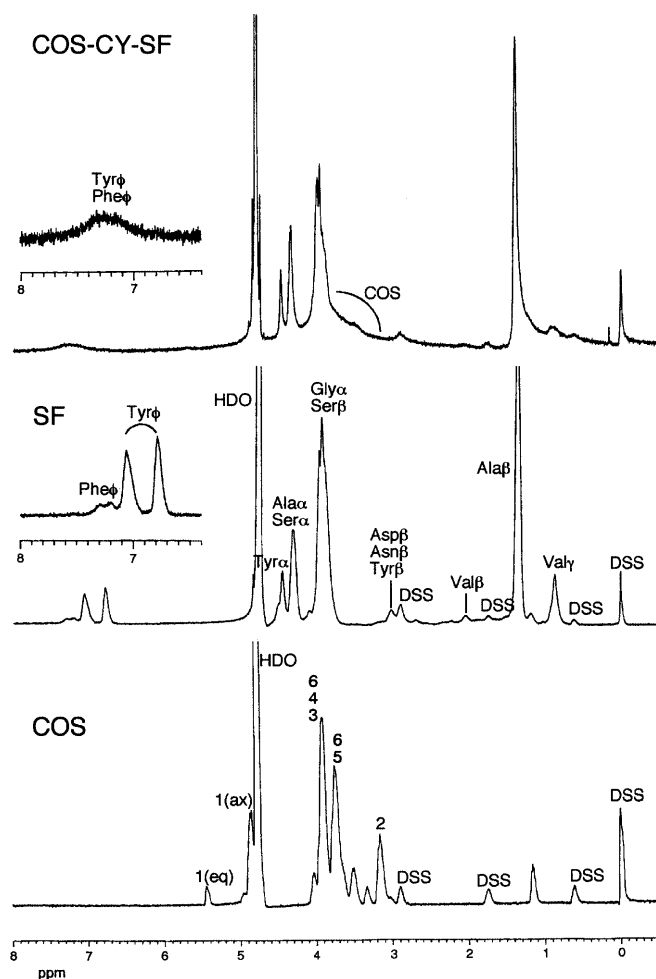 COS-CY-SF
Tyrϕ
Pheϕ
8 7
COS
SF
HDO
Glyα
Serβ
Tyrϕ
Pheϕ
8 7
Alaβ
Alaα
Serα
Tyrα
Aspβ
Asnβ
Tyrβ
DSS
Valβ
DSS
Valγ
DSS
DSS
COS
HDO
6
4
3
6
5
1(ax)
2
1(eq)
DSS
DSS
DSS
DSS
8 7 6 5 4 3 2 1 0
ppm